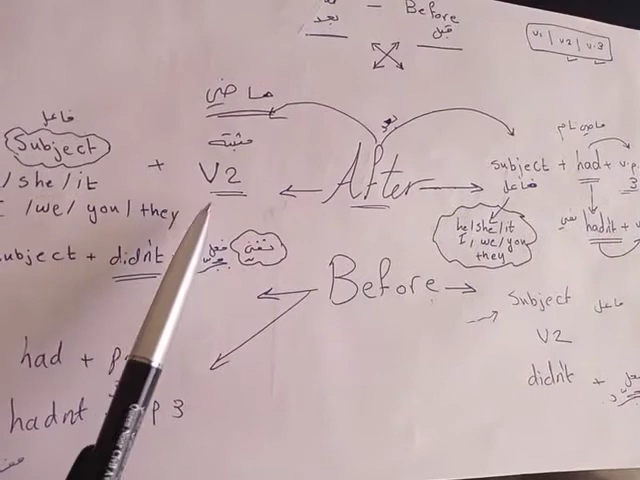 — Before
بعد
قبل
v1 / v2 / v.3
ماضي
فاعل
مثبتة
ماضي تام
Subject + V2 ← After → subject + had + v.p.
3
فاعل
/ she / it
/ we / you / they
he/she/it
I, we/you
they
نفي hadn't + v
ubject + didn't نفي
← Before →
Subject فاعل
V2
didn't +
had + p
hadnt p 3